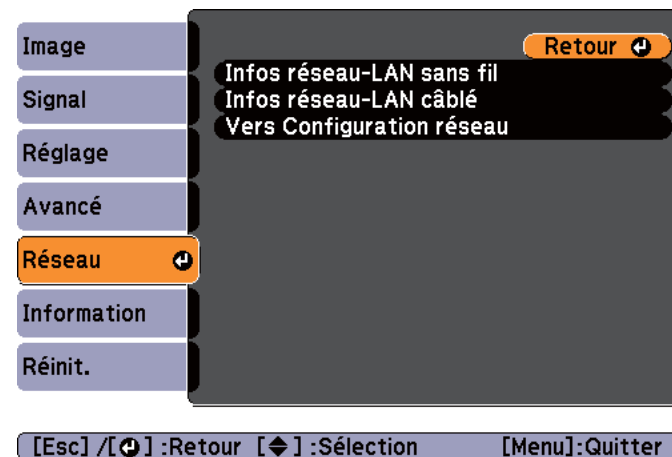 Image
Signal
Réglage
Avancé
Réseau
Information
Réinit.
Retour
Infos réseau-LAN sans fil
Infos réseau-LAN câblé
Vers Configuration réseau
[Esc] /[ ] :Retour [ ] :Sélection [Menu]:Quitter